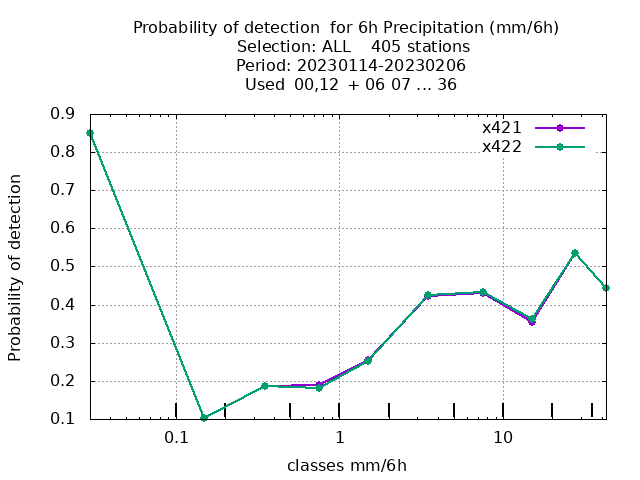 Probability of detection  for 6h Precipitation (mm/6h)
Selection: ALL    405 stations
Period: 20230114-20230206
Used  00,12  + 06 07 ... 36
x421
x422
Probability of detection
0.9
0.8
0.7
0.6
0.5
0.4
0.3
0.2
0.1
0.1
1
10
classes mm/6h